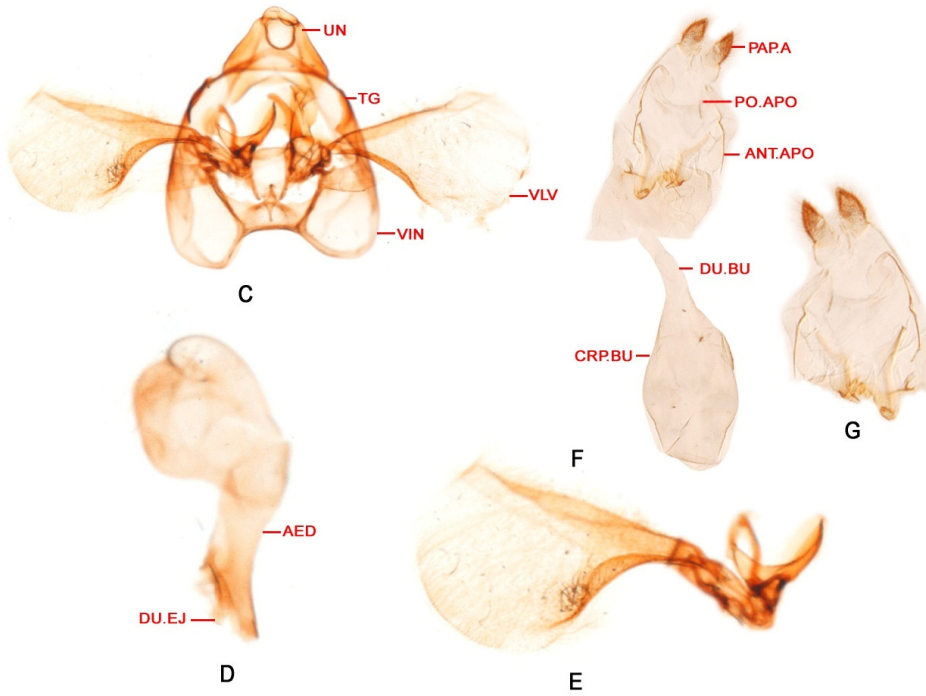 UN
TG
VLV
VIN
C
PAP.A
PO.APO
ANT.APO
DU.BU
CRP.BU
F
G
AED
DU.EJ
D
E